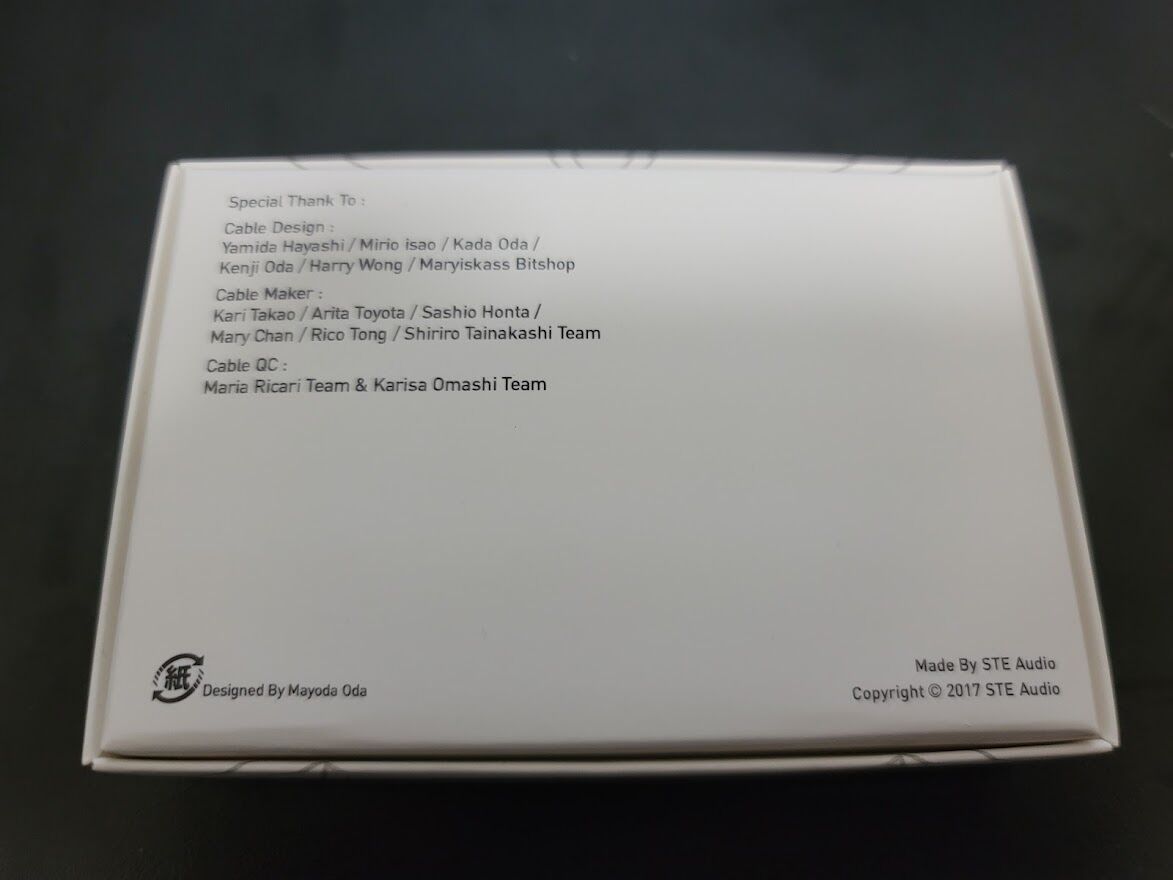 Special Thank To :
Cable Design :
Yamida Hayashi / Mirio isao / Kada Oda /
Kenji Oda / Harry Wong / Maryiskass Bitshop
Cable Maker :
Kari Takao / Arita Toyota / Sashio Honta /
Mary Chan / Rico Tong / Shiriro Tainakashi Team
Cable QC :
Maria Ricari Team & Karisa Omashi Team
紙
Designed By Mayoda Oda
Made By STE Audio
Copyright © 2017 STE Audio